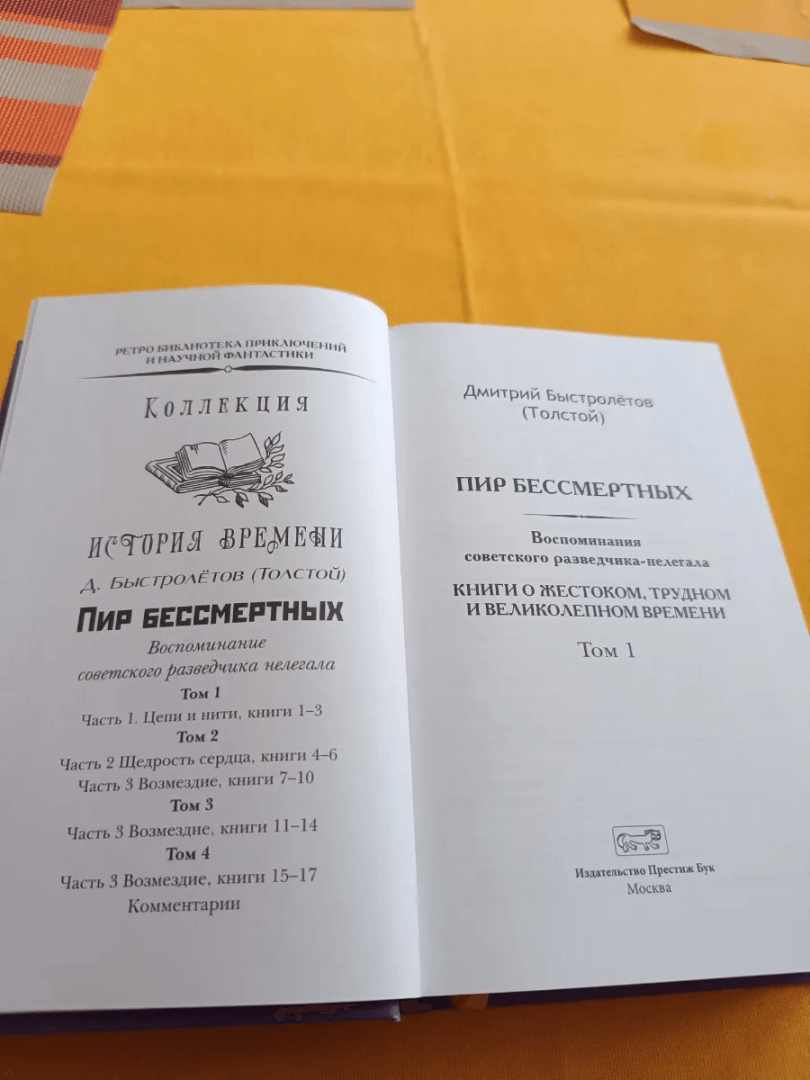 РЕТРО БИБЛИОТЕКА ПРИКЛЮЧЕНИЙ
И НАУЧНОЙ ФАНТАСТИКИ
КОЛЛЕКЦИЯ
ИСТОРИЯ ВРЕМЕНИ
Д. БЫСТРОЛЁТОВ (ТОЛСТОЙ)
ПИР БЕССМЕРТНЫХ
Воспоминание
советского разведчика нелегала
Том 1
Часть 1. Цепи и нити, книги 1–3
Том 2
Часть 2 Щедрость сердца, книги 4–6
Часть 3 Возмездие, книги 7–10
Том 3
Часть 3 Возмездие, книги 11–14
Том 4
Часть 3 Возмездие, книги 15–17
Комментарии
Дмитрий Быстролётов
(Толстой)
ПИР БЕССМЕРТНЫХ
Воспоминания
советского разведчика-нелегала
КНИГИ О ЖЕСТОКОМ, ТРУДНОМ
И ВЕЛИКОЛЕПНОМ ВРЕМЕНИ
Том 1
Издательство Престиж Бук
Москва